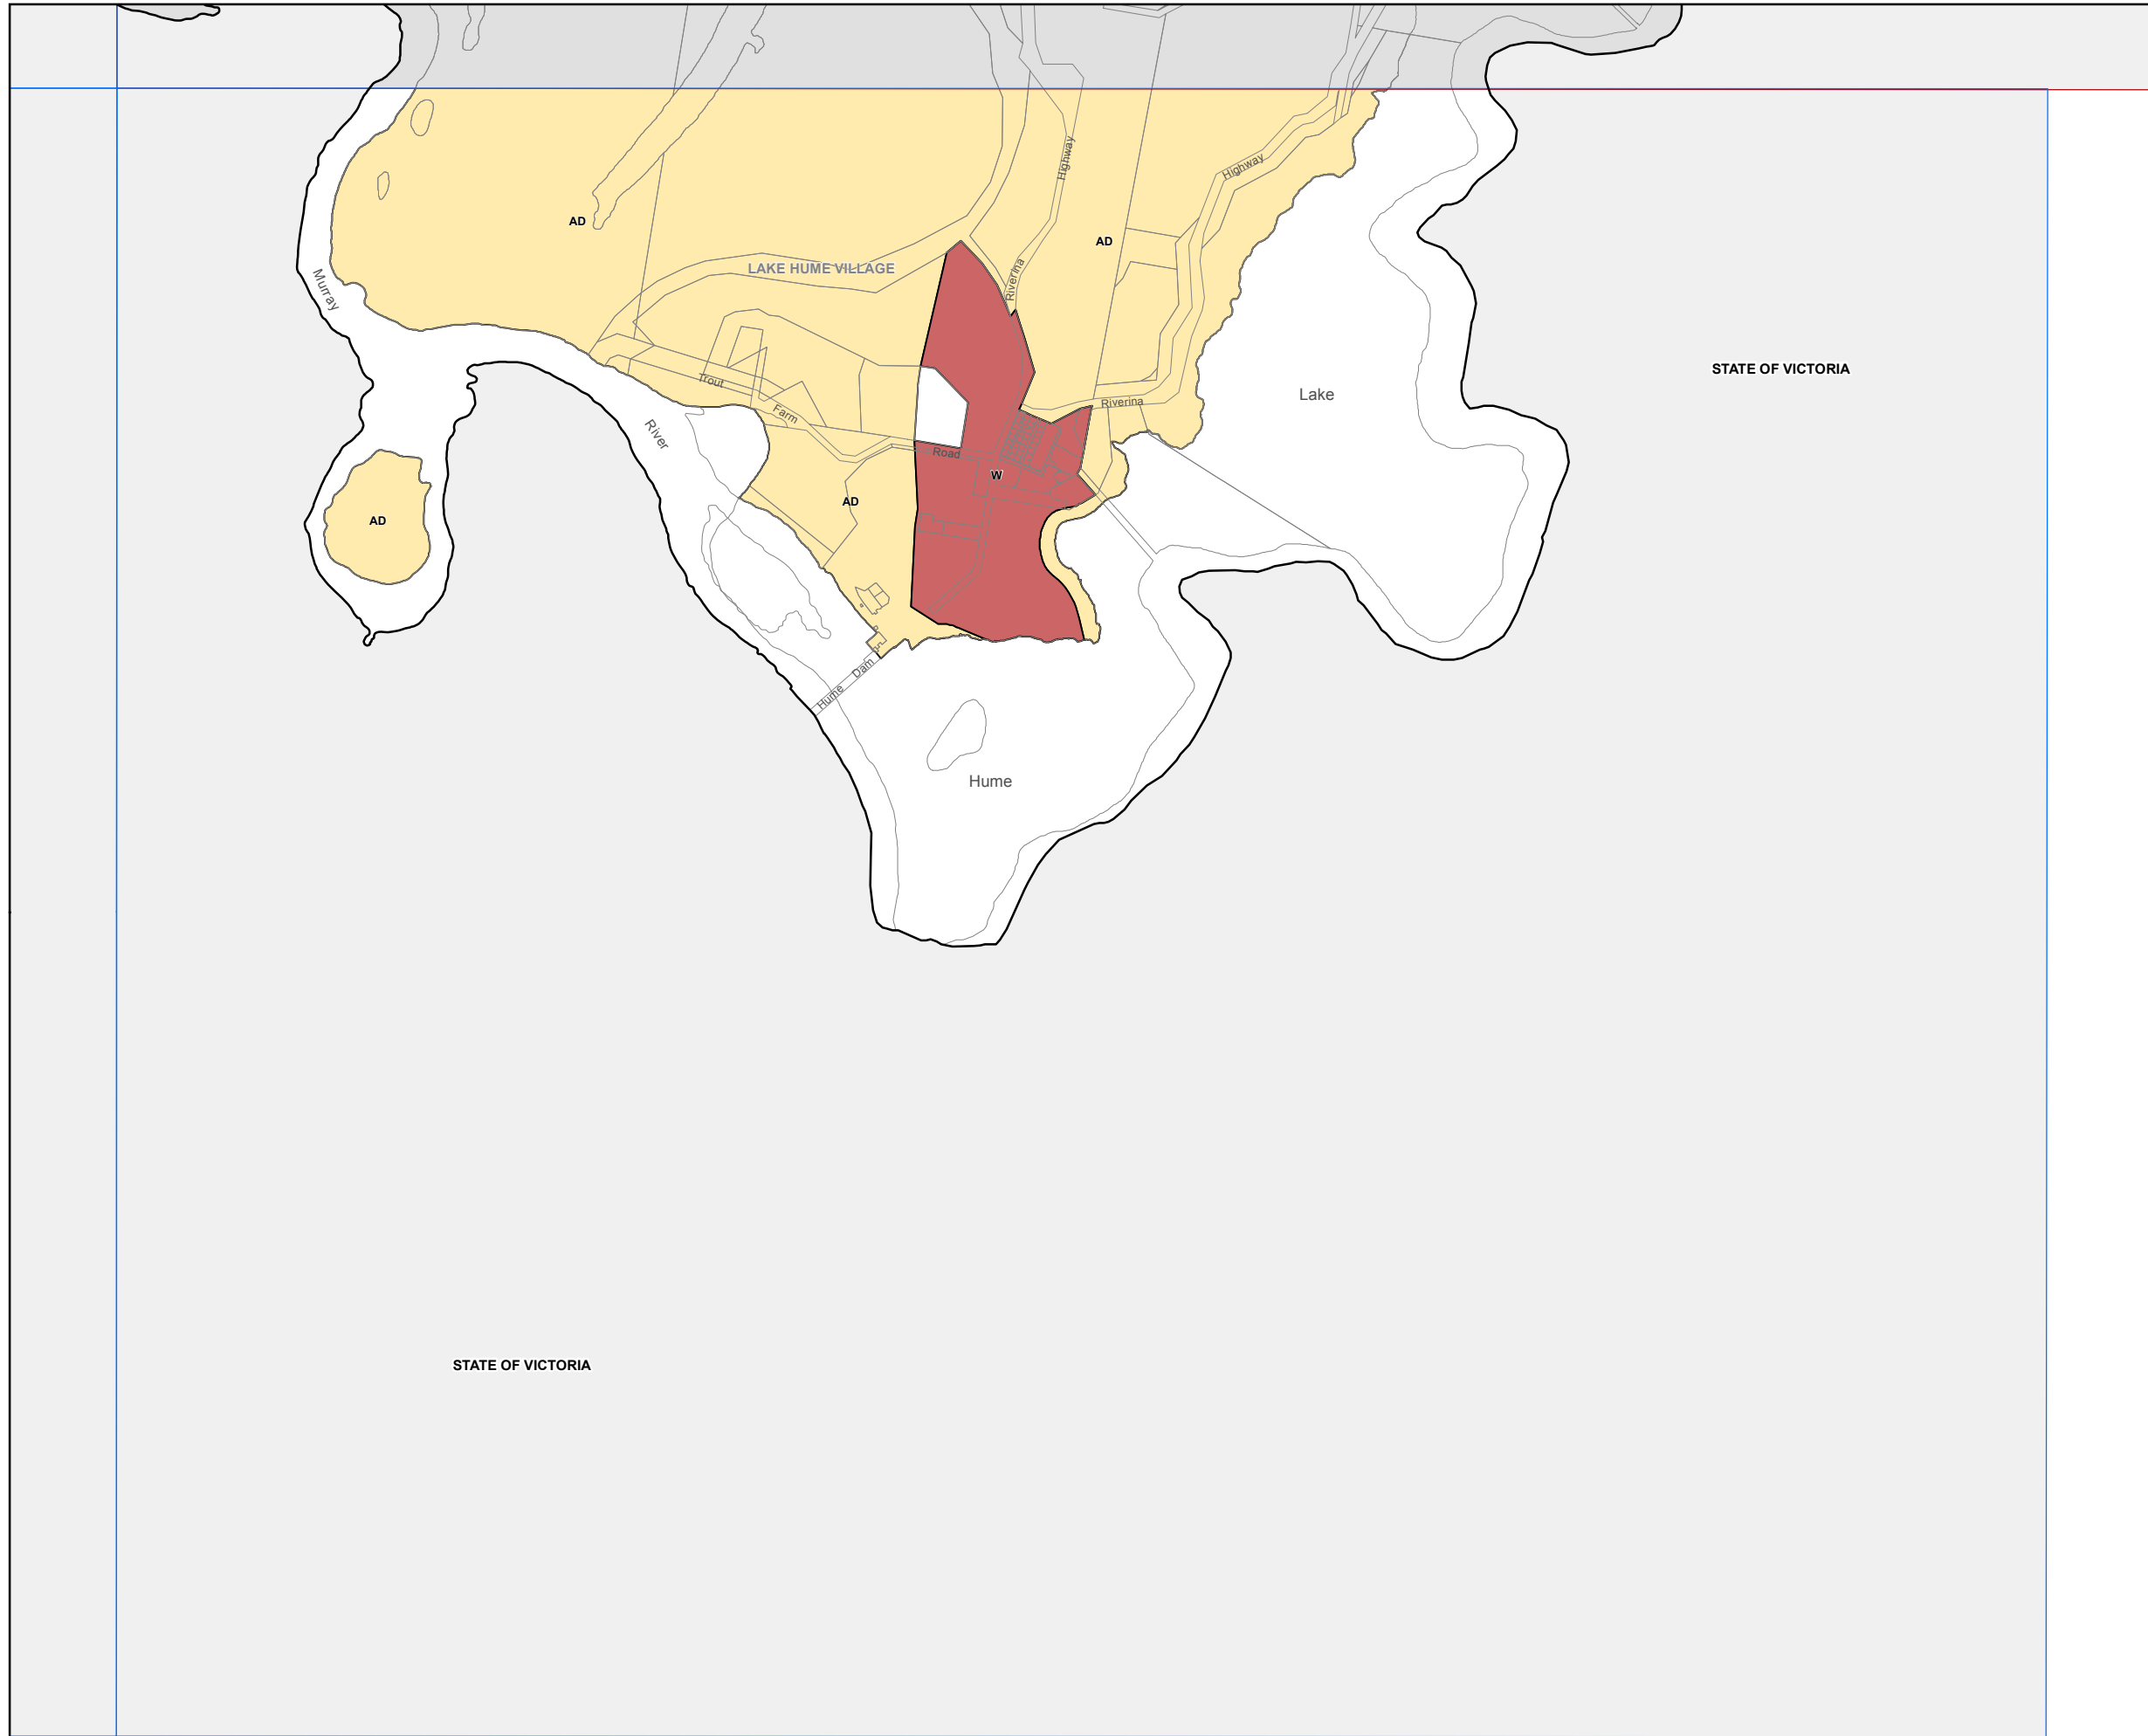 Highway
Highway
AD
AD
LAKE HUME VILLAGE
Riverina
Murray
STATE OF VICTORIA
Trout
Lake
Riverina
Farm
River
Road
W
AD
AD
Hume Dam
Hume
STATE OF VICTORIA